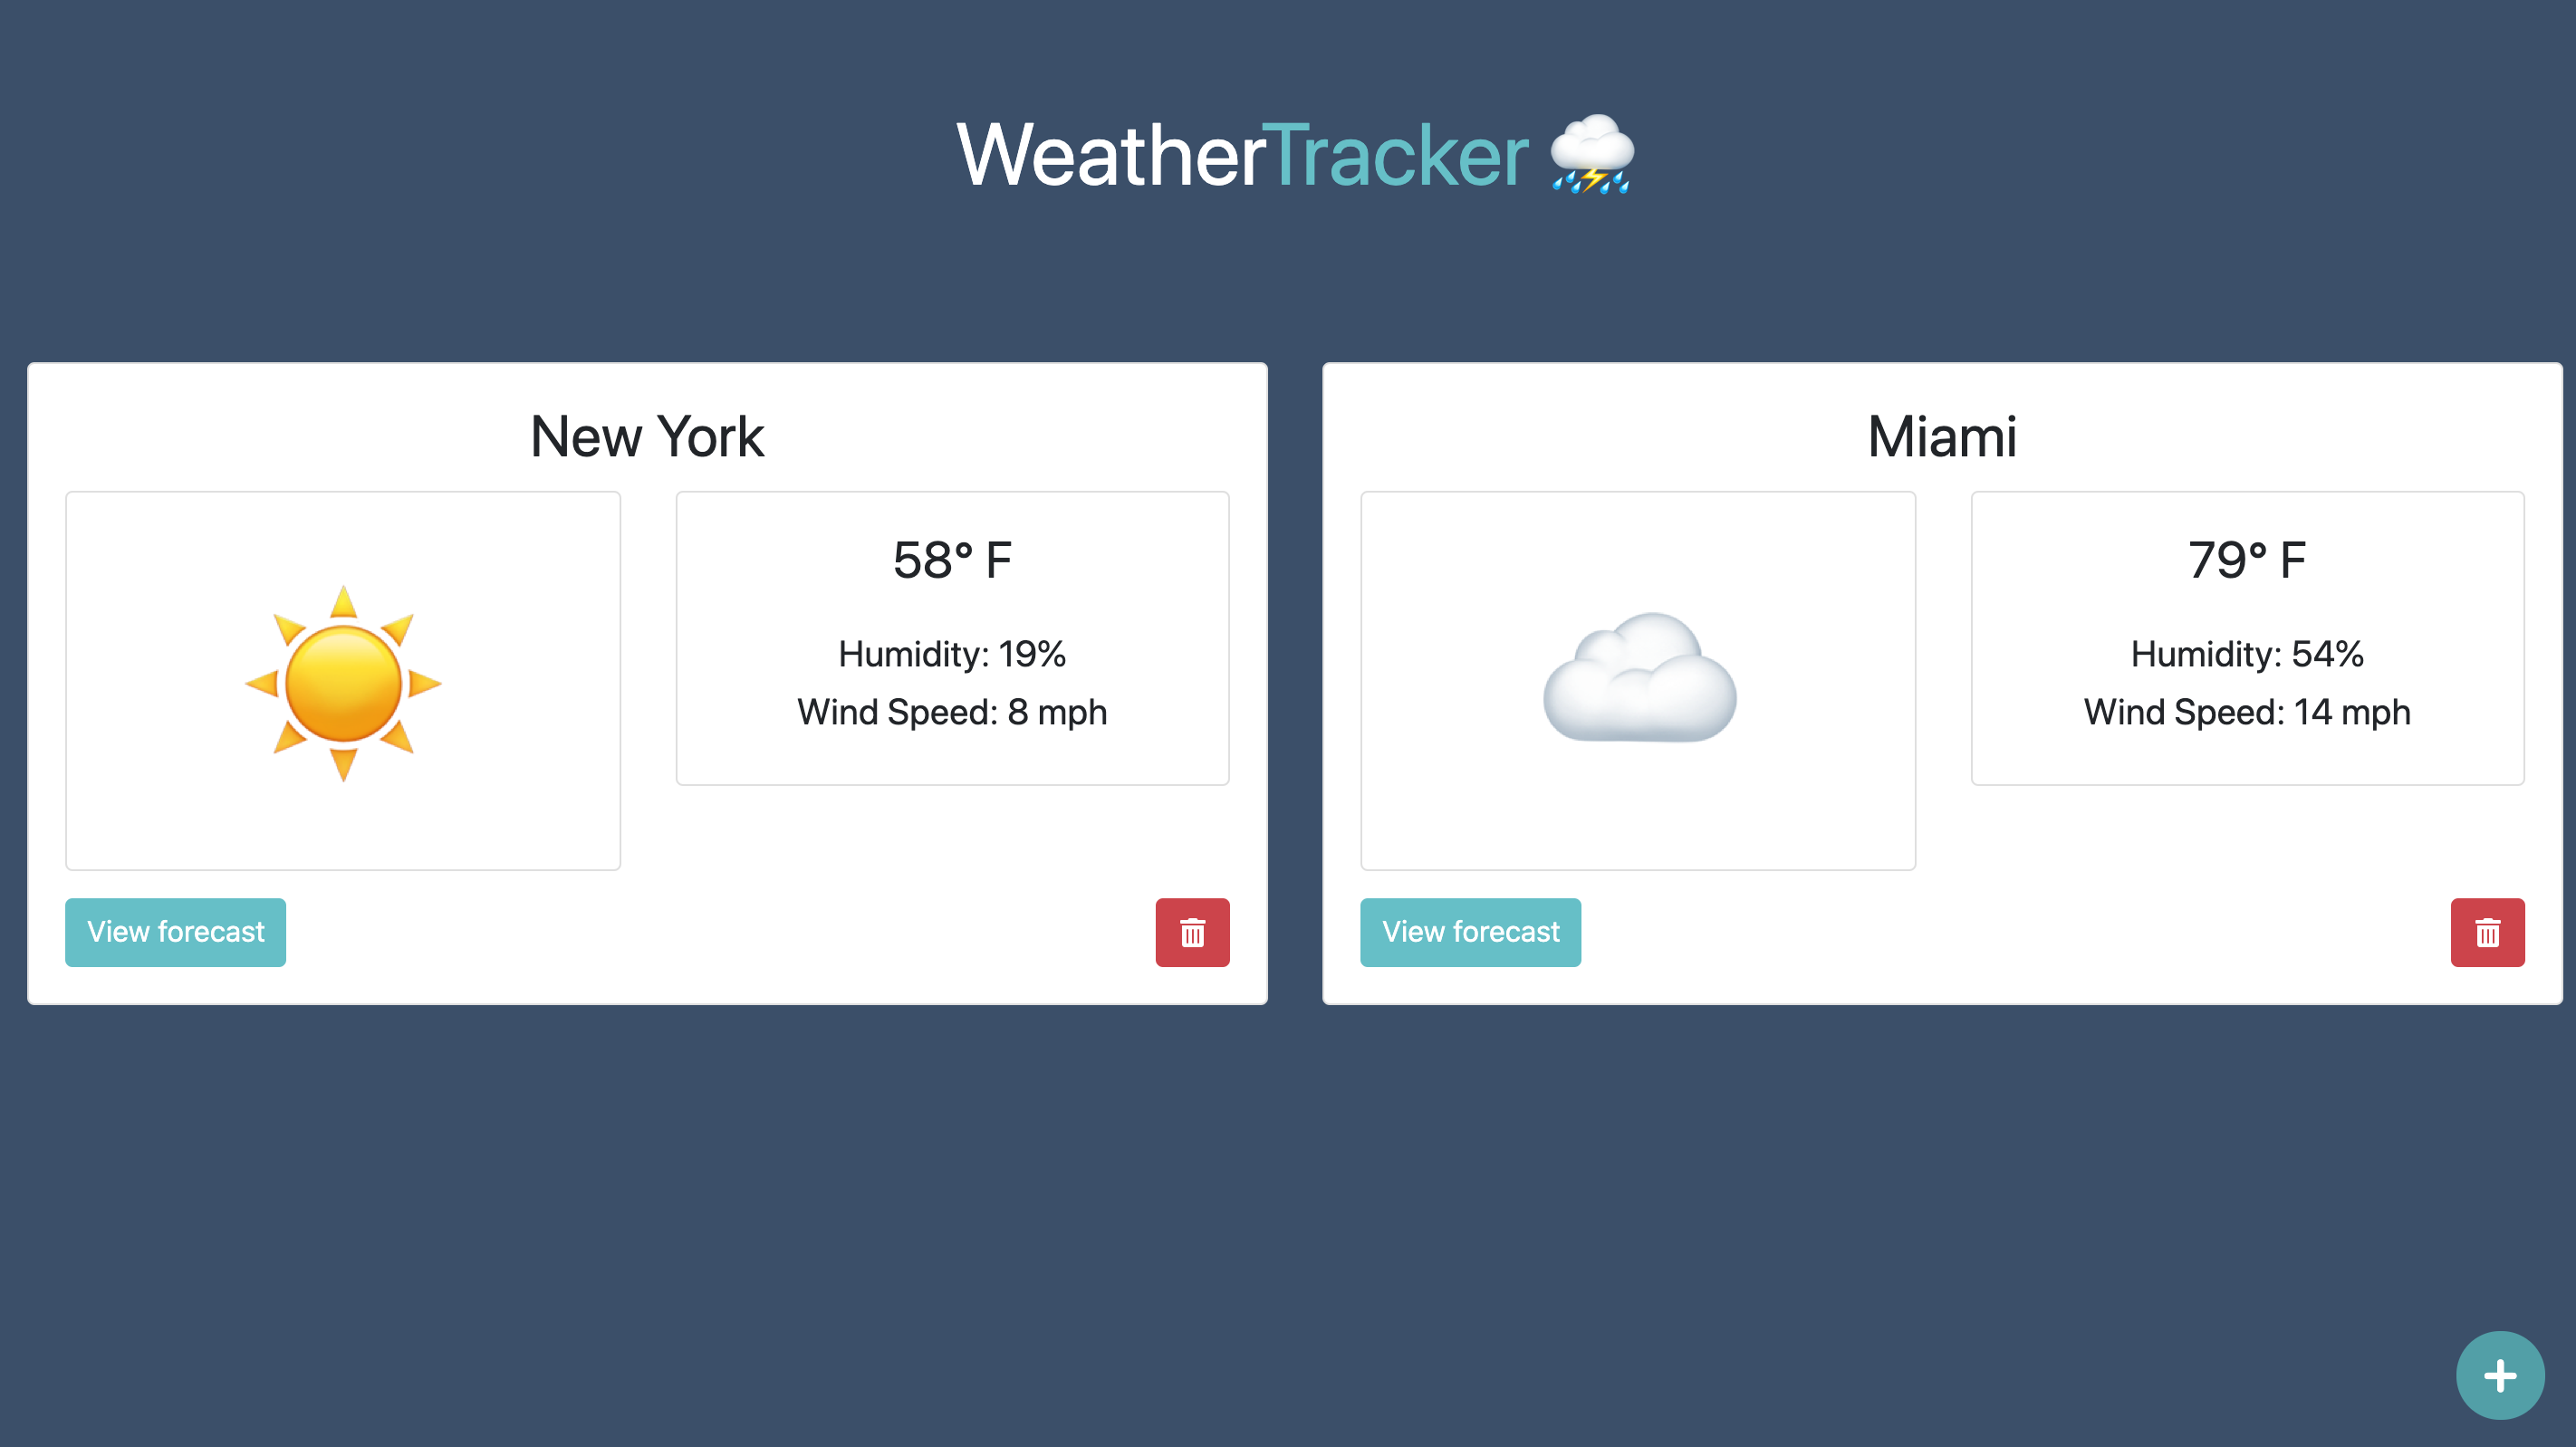 WeatherTracker
New York
58° F
Humidity: 19%
Wind Speed: 8 mph
View forecast
Miami
79° F
Humidity: 54%
Wind Speed: 14 mph
View forecast